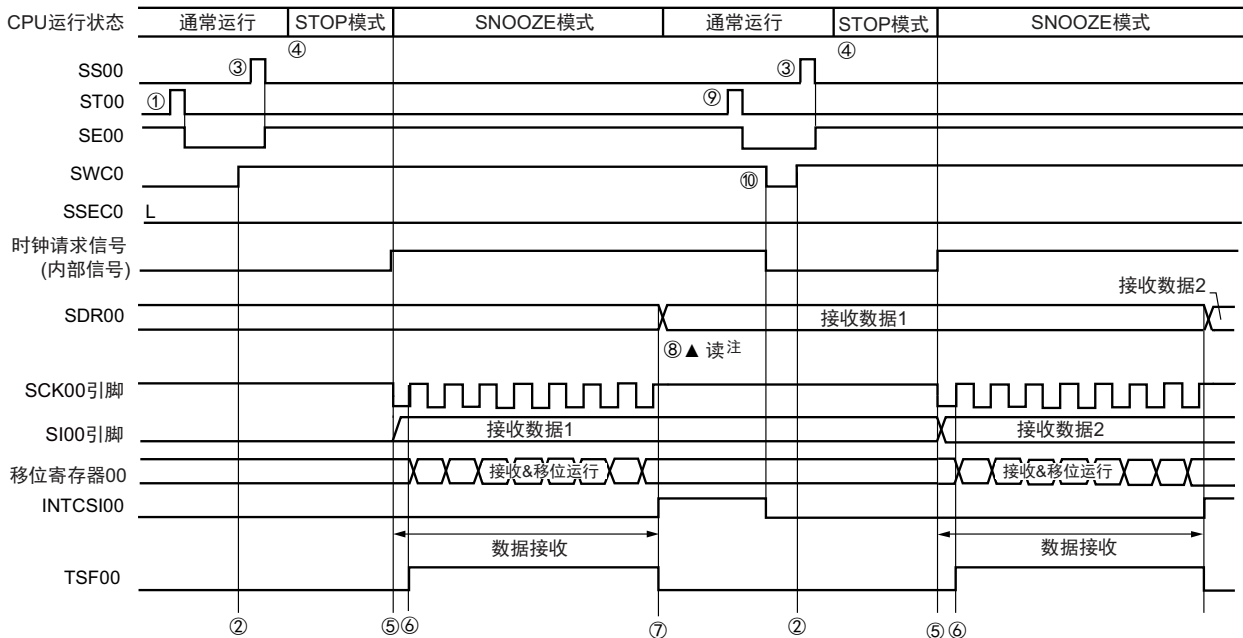 CPU运行状态 通常运行 STOP模式 SNOOZE模式 通常运行 STOP模式 SNOOZE模式
④ ④
SS00 ③ ③
ST00 ① ⑨
SE00
SWC0 ⑩
SSEC0 L
时钟请求信号
(内部信号)
接收数据2
SDR00 接收数据1
⑧▲ 读注
SCK00引脚
SI00引脚 接收数据1 接收数据2
移位寄存器00 接收&移位运行 接收&移位运行
INTCSI00
数据接收 数据接收
TSF00
② ⑤⑥ ⑦ ② ⑤⑥